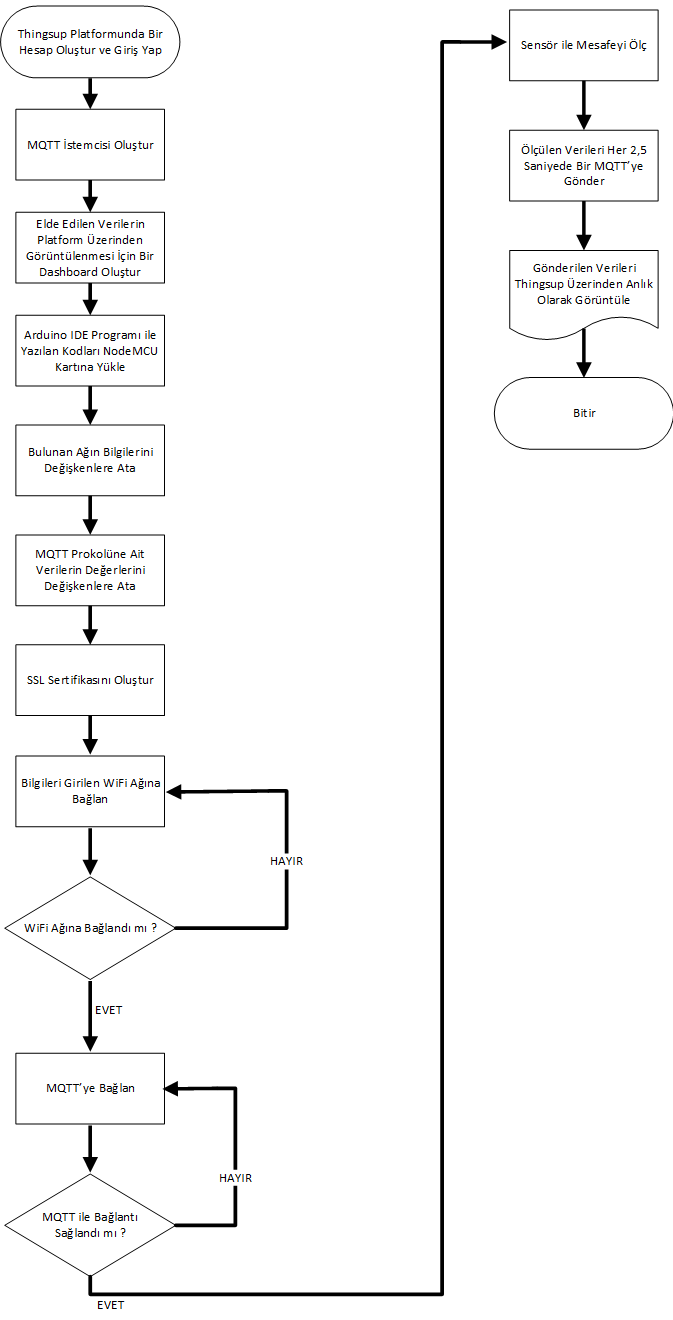 Thingsup Platformunda Bir
Hesap Oluştur ve Giriş Yap
MQTT İstemcisi Oluştur
Elde Edilen Verilerin
Platform Üzerinden
Görüntülenmesi İçin Bir
Dashboard Oluştur
Arduino IDE Programı ile
Yazılan Kodları NodeMCU
Kartına Yükle
Bulunan Ağın Bilgilerini
Değişkenlere Ata
MQTT Prokolüne Ait
Verilerin Değerlerini
Değişkenlere Ata
SSL Sertifikasını Oluştur
Bilgileri Girilen WiFi Ağına
Bağlan
HAYIR
WiFi Ağına Bağlandı mı ?
EVET
MQTT’ye Bağlan
HAYIR
MQTT ile Bağlantı
Sağlandı mı ?
EVET
Sensör ile Mesafeyi Ölç
Ölçülen Verileri Her 2,5
Saniyede Bir MQTT’ye
Gönder
Gönderilen Verileri
Thingsup Üzerinden Anlık
Olarak Görüntüle
Bitir